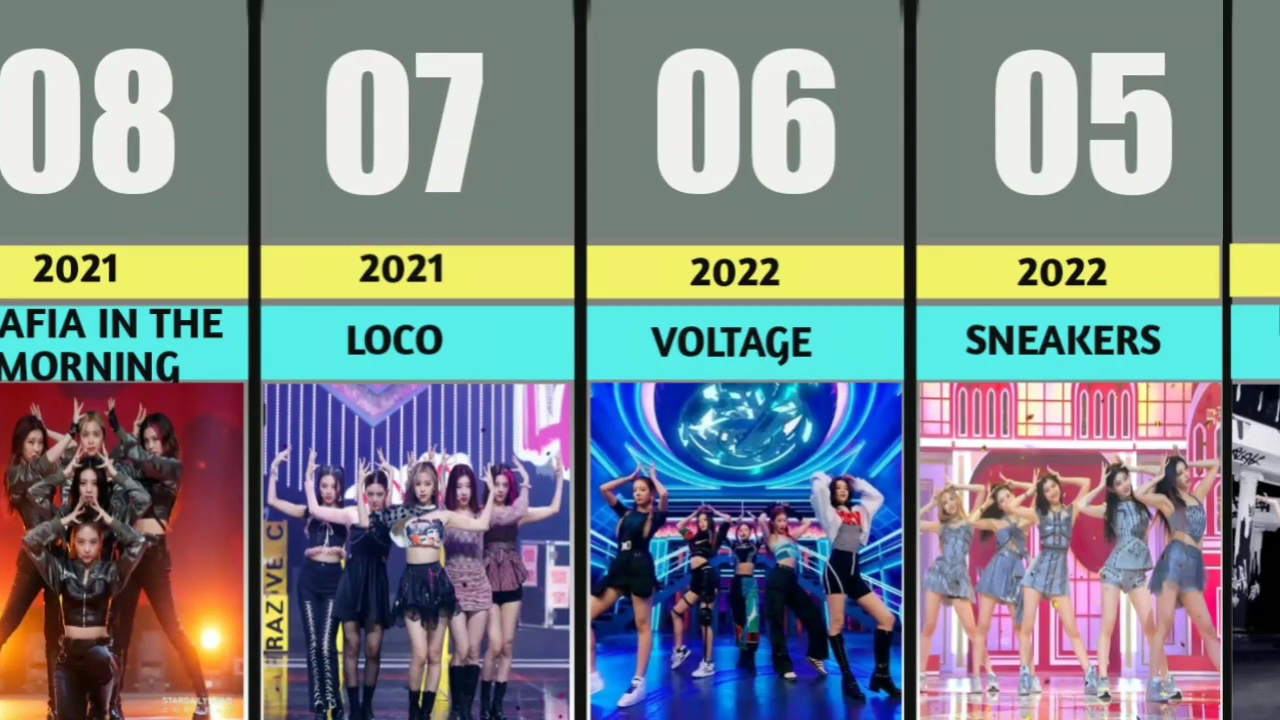 08
2021
AFIA IN THE
MORNING
07
2021
LOCO
06
2022
VOLTAGE
05
2022
SNEAKERS